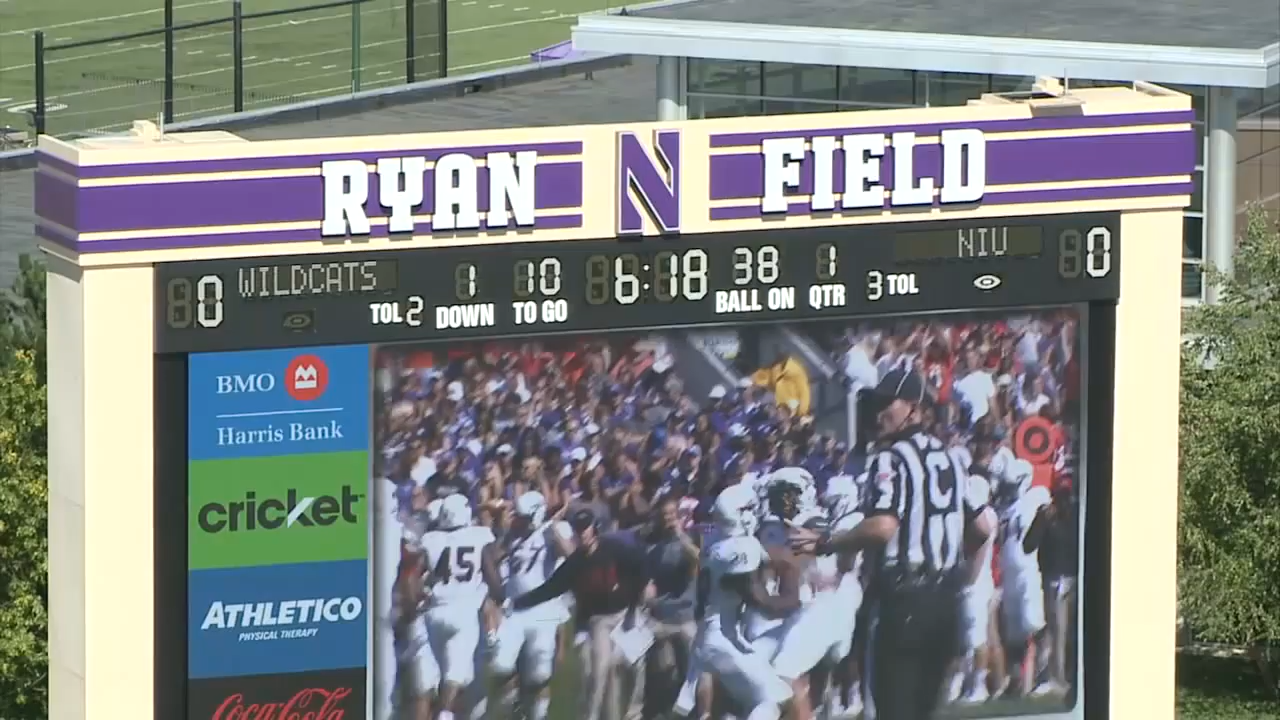 RYAN N FIELD
0 WILDCATS TOL 2 1 DOWN 10 TO GO 6:18 38 BALL ON 1 QTR 3 TOL NIU 0
BMO
Harris Bank
cricket
ATHLETICO
PHYSICAL THERAPY
Coca-Cola
45
C